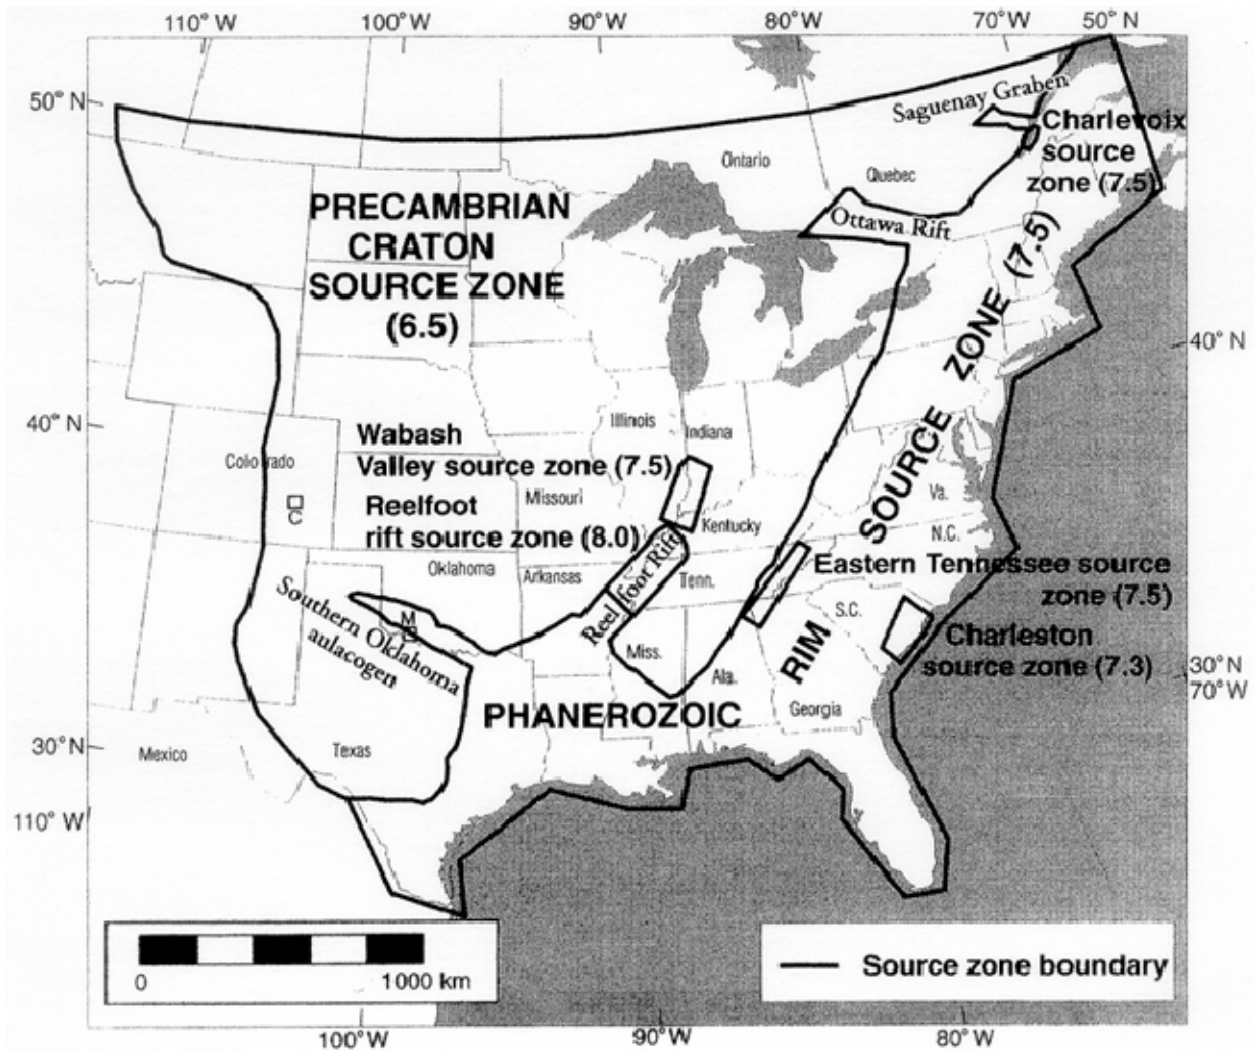 110° W
100° W
90° W
80° W
70° W
50° N
50° N
Saguenay Graben
Charlevoix
source
zone (7.5)
Ontario
Quebec
PRECAMBRIAN
CRATON
SOURCE ZONE
(6.5)
Ottawa Rift
RIM SOURCE ZONE (7.5)
40° N
40° N
Illinois
Indiana
Wabash
Valley source zone (7.5)
Colorado
Missouri
Va.
C
Reelfoot
rift source zone (8.0)
Kentucky
N.C.
Oklahoma
Arkansas
Reelfoot Rift
Tenn.
Eastern Tennessee source
zone (7.5)
Southern Oklahoma
aulacogen
M
S.C.
Charleston
source zone (7.3)
Miss.
Ala.
30° N
70° W
PHANEROZOIC
Georgia
30° N
Mexico
Texas
110° W
0
1000 km
Source zone boundary
100° W
90° W
80° W